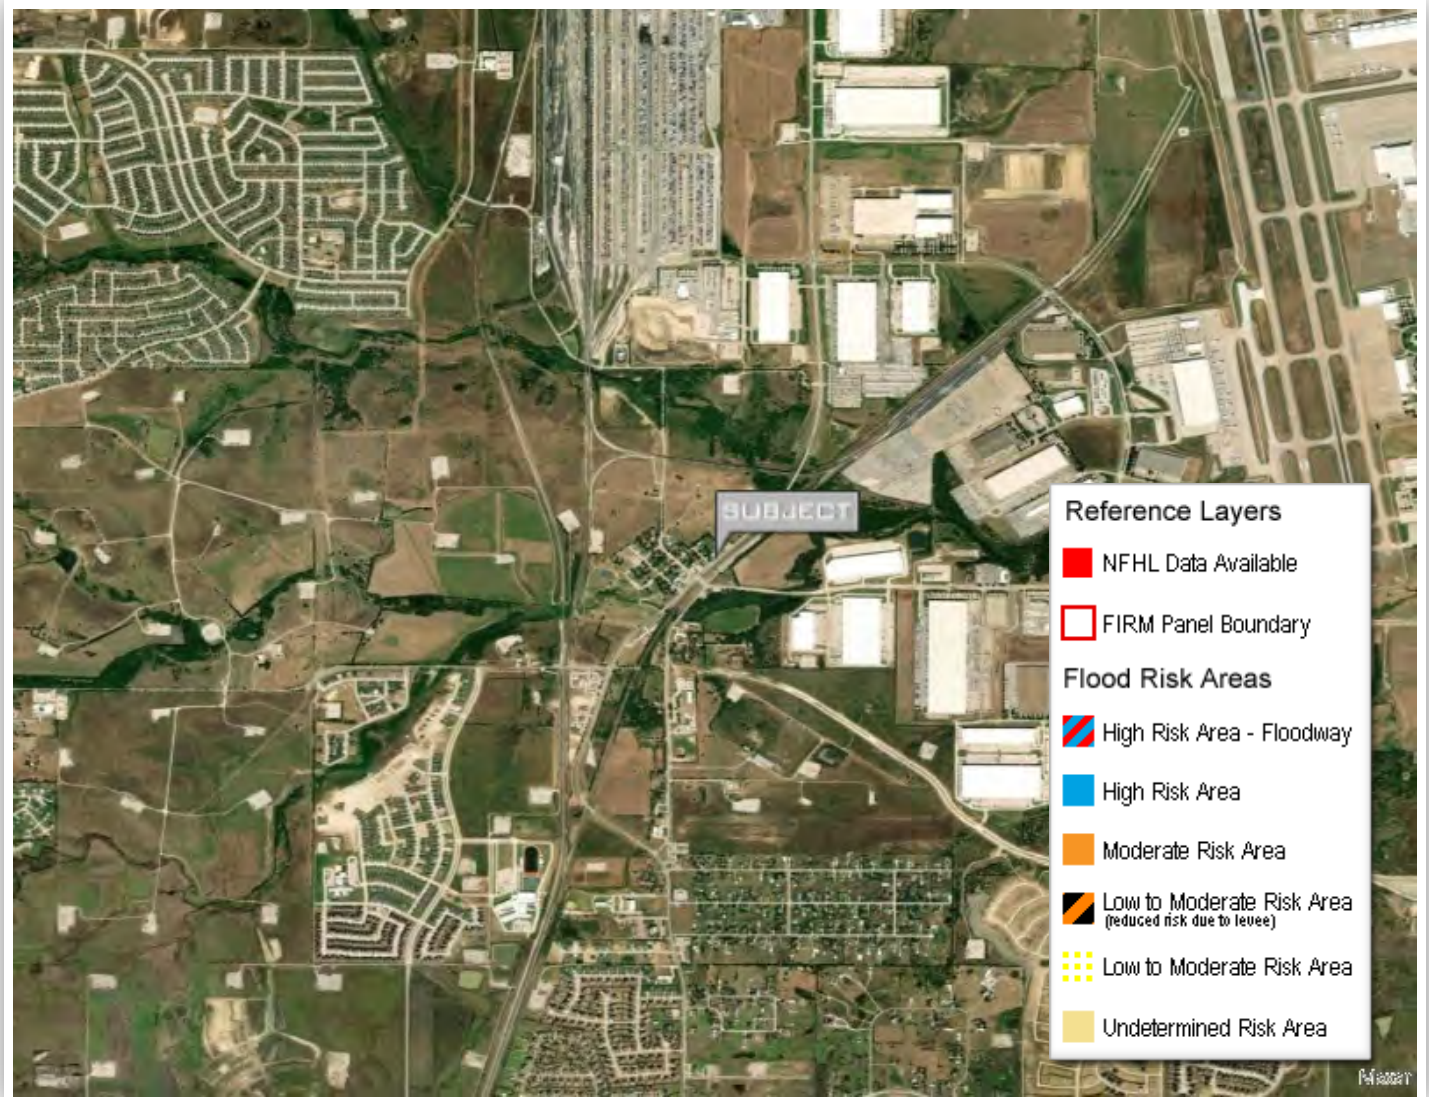 SUBJECT
Reference Layers
NFHL Data Available
FIRM Panel Boundary
Flood Risk Areas
High Risk Area - Floodway
High Risk Area
Moderate Risk Area
Low to Moderate Risk Area
(reduced risk due to levee)
Low to Moderate Risk Area
Undetermined Risk Area
Maxar